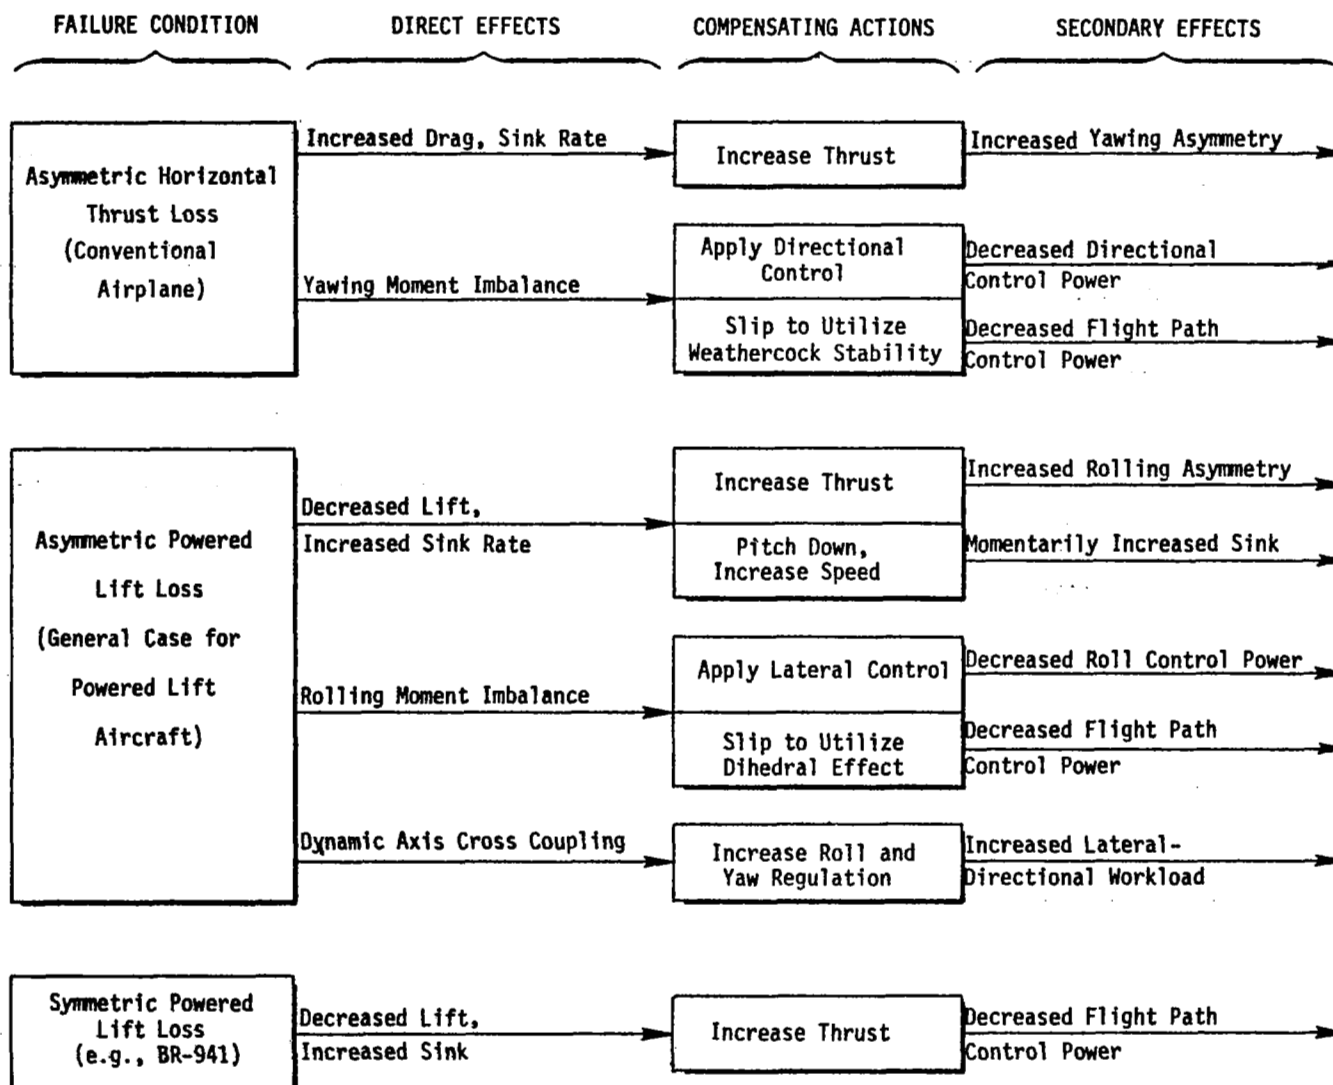 FAILURE CONDITION
DIRECT EFFECTS
COMPENSATING ACTIONS
SECONDARY EFFECTS
Asymmetric Horizontal
Thrust Loss
(Conventional
Airplane)
Increased Drag, Sink Rate
Increase Thrust
Increased Yawing Asymmetry
Yawing Moment Imbalance
Apply Directional
Control
Decreased Directional
Control Power
Slip to Utilize
Weathercock Stability
Decreased Flight Path
Control Power
Asymmetric Powered
Lift Loss
(General Case for
Powered Lift
Aircraft)
Decreased Lift,
Increased Sink Rate
Increase Thrust
Increased Rolling Asymmetry
Pitch Down,
Increase Speed
Momentarily Increased Sink
Rolling Moment Imbalance
Apply Lateral Control
Decreased Roll Control Power
Slip to Utilize
Dihedral Effect
Decreased Flight Path
Control Power
Dynamic Axis Cross Coupling
Increase Roll and
Yaw Regulation
Increased Lateral-
Directional Workload
Symmetric Powered
Lift Loss
(e.g., BR-941)
Decreased Lift,
Increased Sink
Increase Thrust
Decreased Flight Path
Control Power